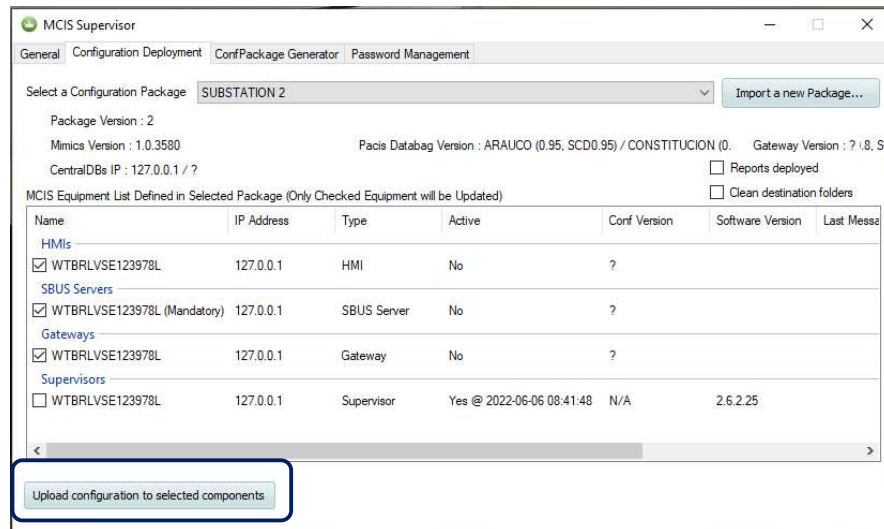 MCIS Supervisor
General Configuration Deployment ConfPackage Generator Password Management
Select a Configuration Package SUBSTATION 2 Import a new Package...
Package Version : 2
Mimics Version : 1.0.3580 Pacis Databag Version : ARAUCO (0.95, SCD0.95) / CONSTITUCION (0. Gateway Version : ? (.8, S
CentralDBs IP : 127.0.0.1 / ? Reports deployed
MCIS Equipment List Defined in Selected Package (Only Checked Equipment will be Updated) Clean destination folders
Name IP Address Type Active Conf Version Software Version Last Messa
HMIs
WTBRLVSE123978L 127.0.0.1 HMI No ?
SBUS Servers
WTBRLVSE123978L (Mandatory) 127.0.0.1 SBUS Server No ?
Gateways
WTBRLVSE123978L 127.0.0.1 Gateway No ?
Supervisors
WTBRLVSE123978L 127.0.0.1 Supervisor Yes @ 2022-06-06 08:41:48 N/A 2.6.2.25
Upload configuration to selected components